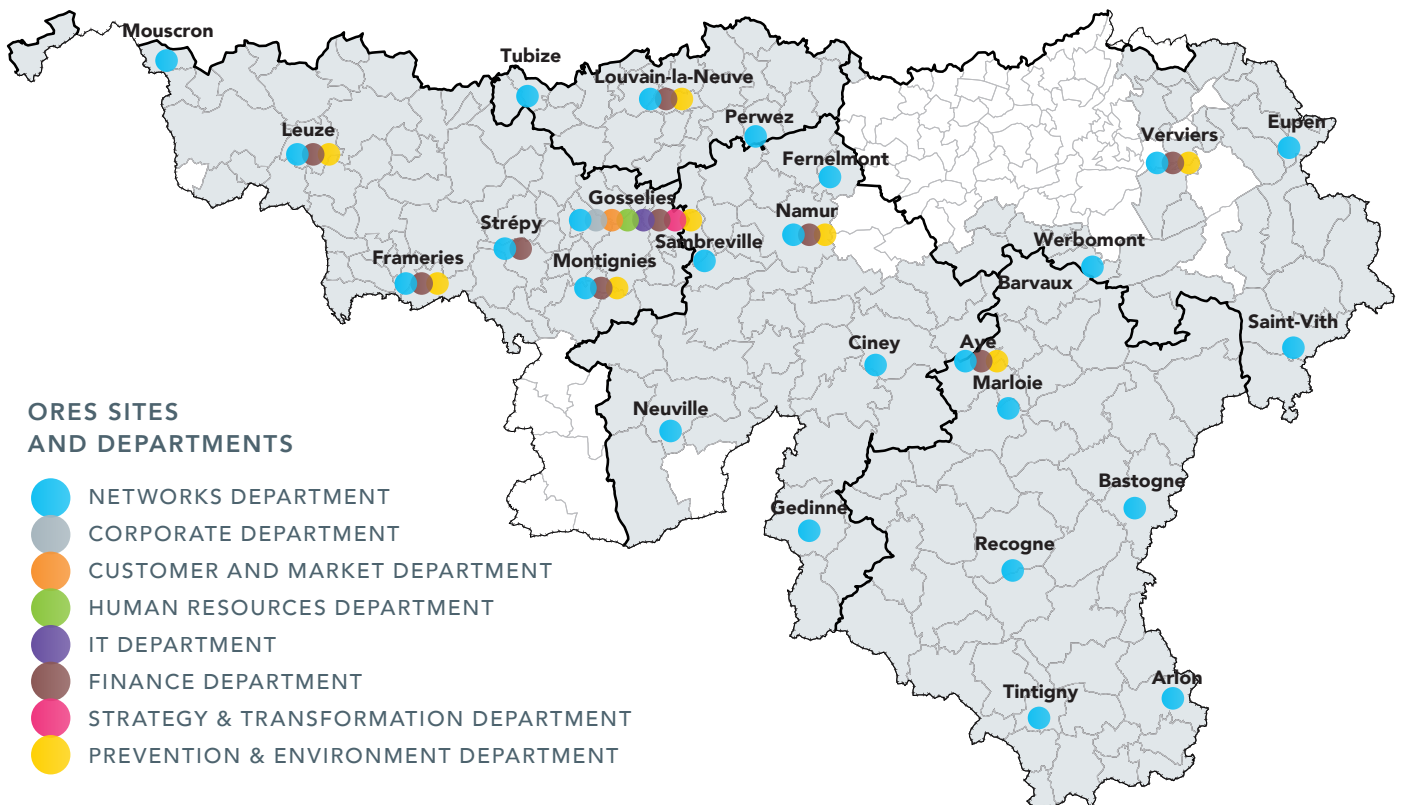 Mouscron
Tubize
Louvain-la-Neuve
Perwez
Leuze
Verviers
Eupen
Fernelmont
Gosselies
Namur
Strépy
Sambreville
Werbomont
Frameries
Montignies
Barvaux
Saint-Vith
Ciney
Aye
Marloie
Neuville
Bastogne
Gedinne
Recogne
Tintigny
Arlon
ORES SITES
AND DEPARTMENTS
NETWORKS DEPARTMENT
CORPORATE DEPARTMENT
CUSTOMER AND MARKET DEPARTMENT
HUMAN RESOURCES DEPARTMENT
IT DEPARTMENT
FINANCE DEPARTMENT
STRATEGY & TRANSFORMATION DEPARTMENT
PREVENTION & ENVIRONMENT DEPARTMENT